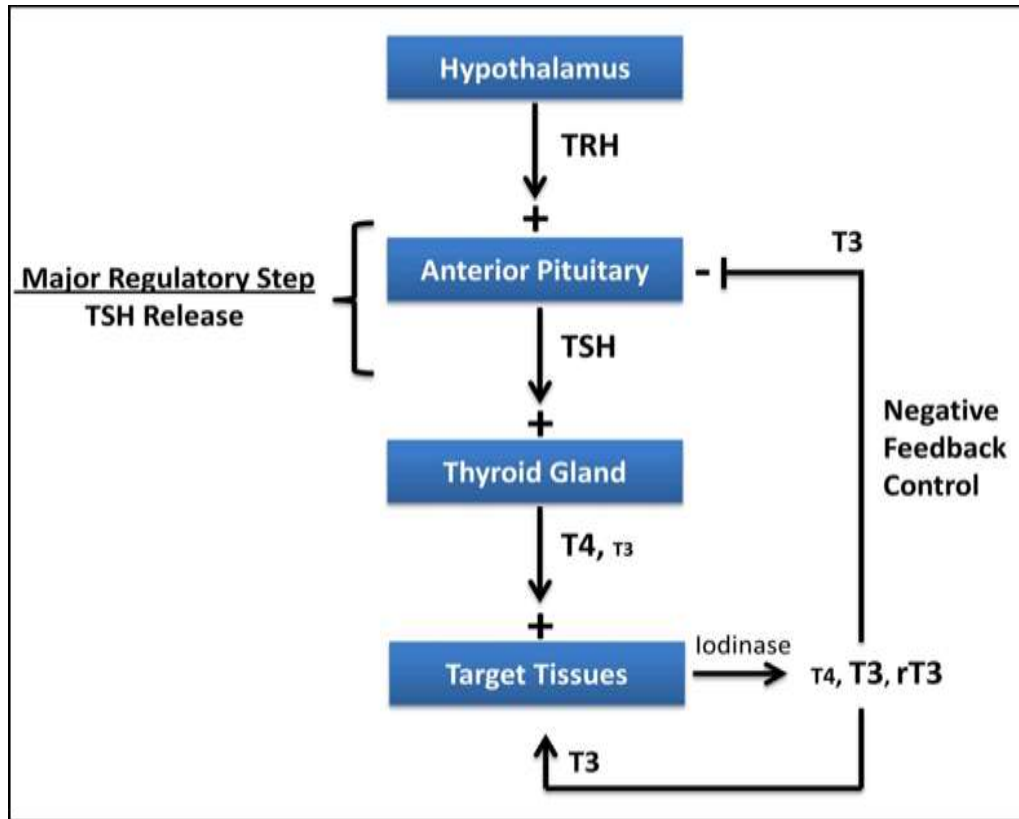 Hypothalamus
TRH
+
Anterior Pituitary
-
T3
Major Regulatory Step
TSH Release
TSH
+
Negative
Feedback
Control
Thyroid Gland
T4, T3
+
Target Tissues
Iodinase
T4, T3, rT3
T3